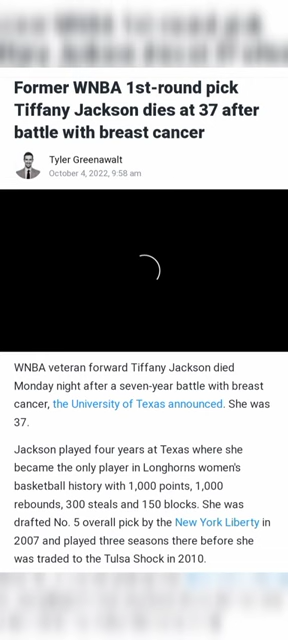 Former WNBA 1st-round pick
Tiffany Jackson dies at 37 after
battle with breast cancer
Tyler Greenawalt
October 4, 2022, 9:58 am
WNBA veteran forward Tiffany Jackson died
Monday night after a seven-year battle with breast
cancer, the University of Texas announced. She was
37.
Jackson played four years at Texas where she
became the only player in Longhorns women's
basketball history with 1,000 points, 1,000
rebounds, 300 steals and 150 blocks. She was
drafted No. 5 overall pick by the New York Liberty in
2007 and played three seasons there before she
was traded to the Tulsa Shock in 2010.